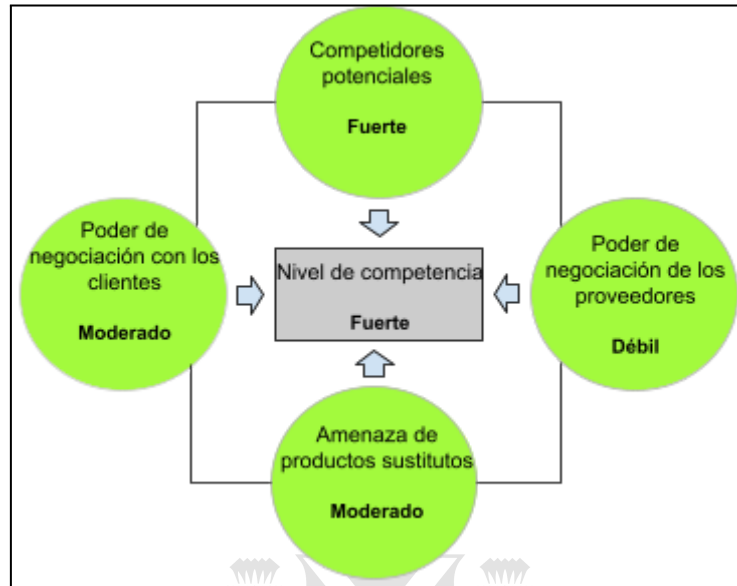 Competidores
potenciales
Fuerte
Poder de
negociación con los
clientes
Moderado
Nivel de competencia
Fuerte
Poder de
negociación de los
proveedores
Débil
Amenaza de
productos sustitutos
Moderado